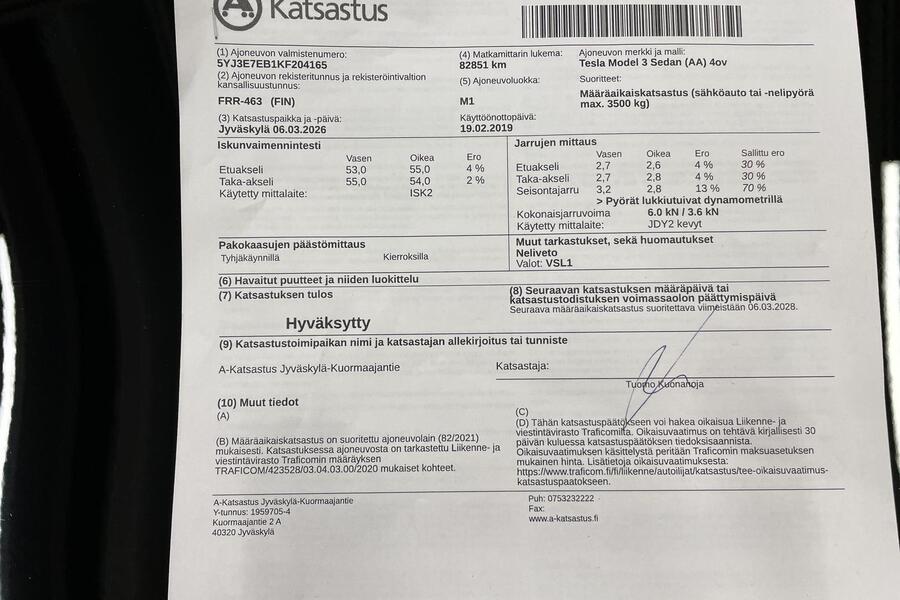 A Katsastus
(1) Ajoneuvon valmistenumero:
5YJ3E7EB1KF204165
(4) Matkamittarin lukema:
82851 km
Ajoneuvon merkki ja malli:
Tesla Model 3 Sedan (AA) 4ov
(2) Ajoneuvon rekisteritunnus ja rekisteröintivaltion
kansallisuustunnus:
FRR-463 (FIN)
(5) Ajoneuvoluokka:
M1
Suoritteet:
Määräaikaiskatsastus (sähköauto tai -nelipyörä
max. 3500 kg)
(3) Katsastuspaikka ja -päivä:
Jyväskylä 06.03.2026
Käyttöönottopäivä:
19.02.2019
Iskunvaimennintesti
Vasen Oikea Ero
Etuakseli 53,0 55,0 4 %
Taka-akseli 55,0 54,0 2 %
Käytetty mittalaite: ISK2
Jarrujen mittaus
Vasen Oikea Ero Sallittu ero
Etuakseli 2,7 2,6 4 % 30 %
Taka-akseli 2,7 2,8 4 % 30 %
Seisontajarru 3,2 2,8 13 % 70 %
> Pyörät lukkiutuivat dynamometrillä
Kokonaisjarruvoima 6.0 kN / 3.6 kN
Käytetty mittalaite: JDY2 kevyt
Pakokaasujen päästömittaus
Tyhjäkäynnillä Kierroksilla
Muut tarkastukset, sekä huomautukset
Neliveto
Valot: VSL1
(6) Havaitut puutteet ja niiden luokittelu
(7) Katsastuksen tulos
Hyväksytty
(8) Seuraavan katsastuksen määräpäivä tai
katsastustodistuksen voimassaolon päättymispäivä
Seuraava määräaikaiskatsastus suoritettava viimeistään 06.03.2028.
(9) Katsastustoimipaikan nimi ja katsastajan allekirjoitus tai tunniste
A-Katsastus Jyväskylä-Kuormaajantie
Katsastaja:
Tuomo Kuonanoja
(10) Muut tiedot
(A)
(B) Määräaikaiskatsastus on suoritettu ajoneuvolain (82/2021)
mukaisesti. Katsastuksessa ajoneuvosta on tarkastettu Liikenne- ja
viestintävirasto Traficomin määräyksen
TRAFICOM/423528/03.04.03.00/2020 mukaiset kohteet.
(C)
(D) Tähän katsastuspäätökseen voi hakea oikaisua Liikenne- ja
viestintävirasto Traficomilta. Oikaisuvaatimus on tehtävä kirjallisesti 30
päivän kuluessa katsastuspäätöksen tiedoksisaannista.
Oikaisuvaatimuksen käsittelystä peritään Traficomin maksuasetuksen
mukainen hinta. Lisätietoja oikaisuvaatimuksesta:
https://www.traficom.fi/fi/liikenne/autoilijat/katsastus/tee-oikaisuvaatimus-
katsastuspaatokseen.
A-Katsastus Jyväskylä-Kuormaajantie
Y-tunnus: 1959705-4
Kuormaajantie 2 A
40320 Jyväskylä
Puh: 0753232222
Fax:
www.a-katsastus.fi